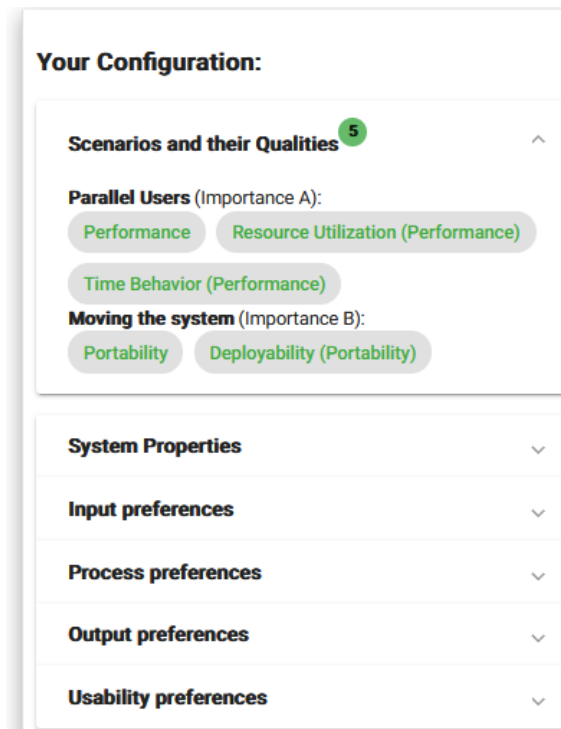 Your Configuration:
Scenarios and their Qualities 5
Parallel Users (Importance A):
Performance Resource Utilization (Performance)
Time Behavior (Performance)
Moving the system (Importance B):
Portability Deployability (Portability)
System Properties
Input preferences
Process preferences
Output preferences
Usability preferences